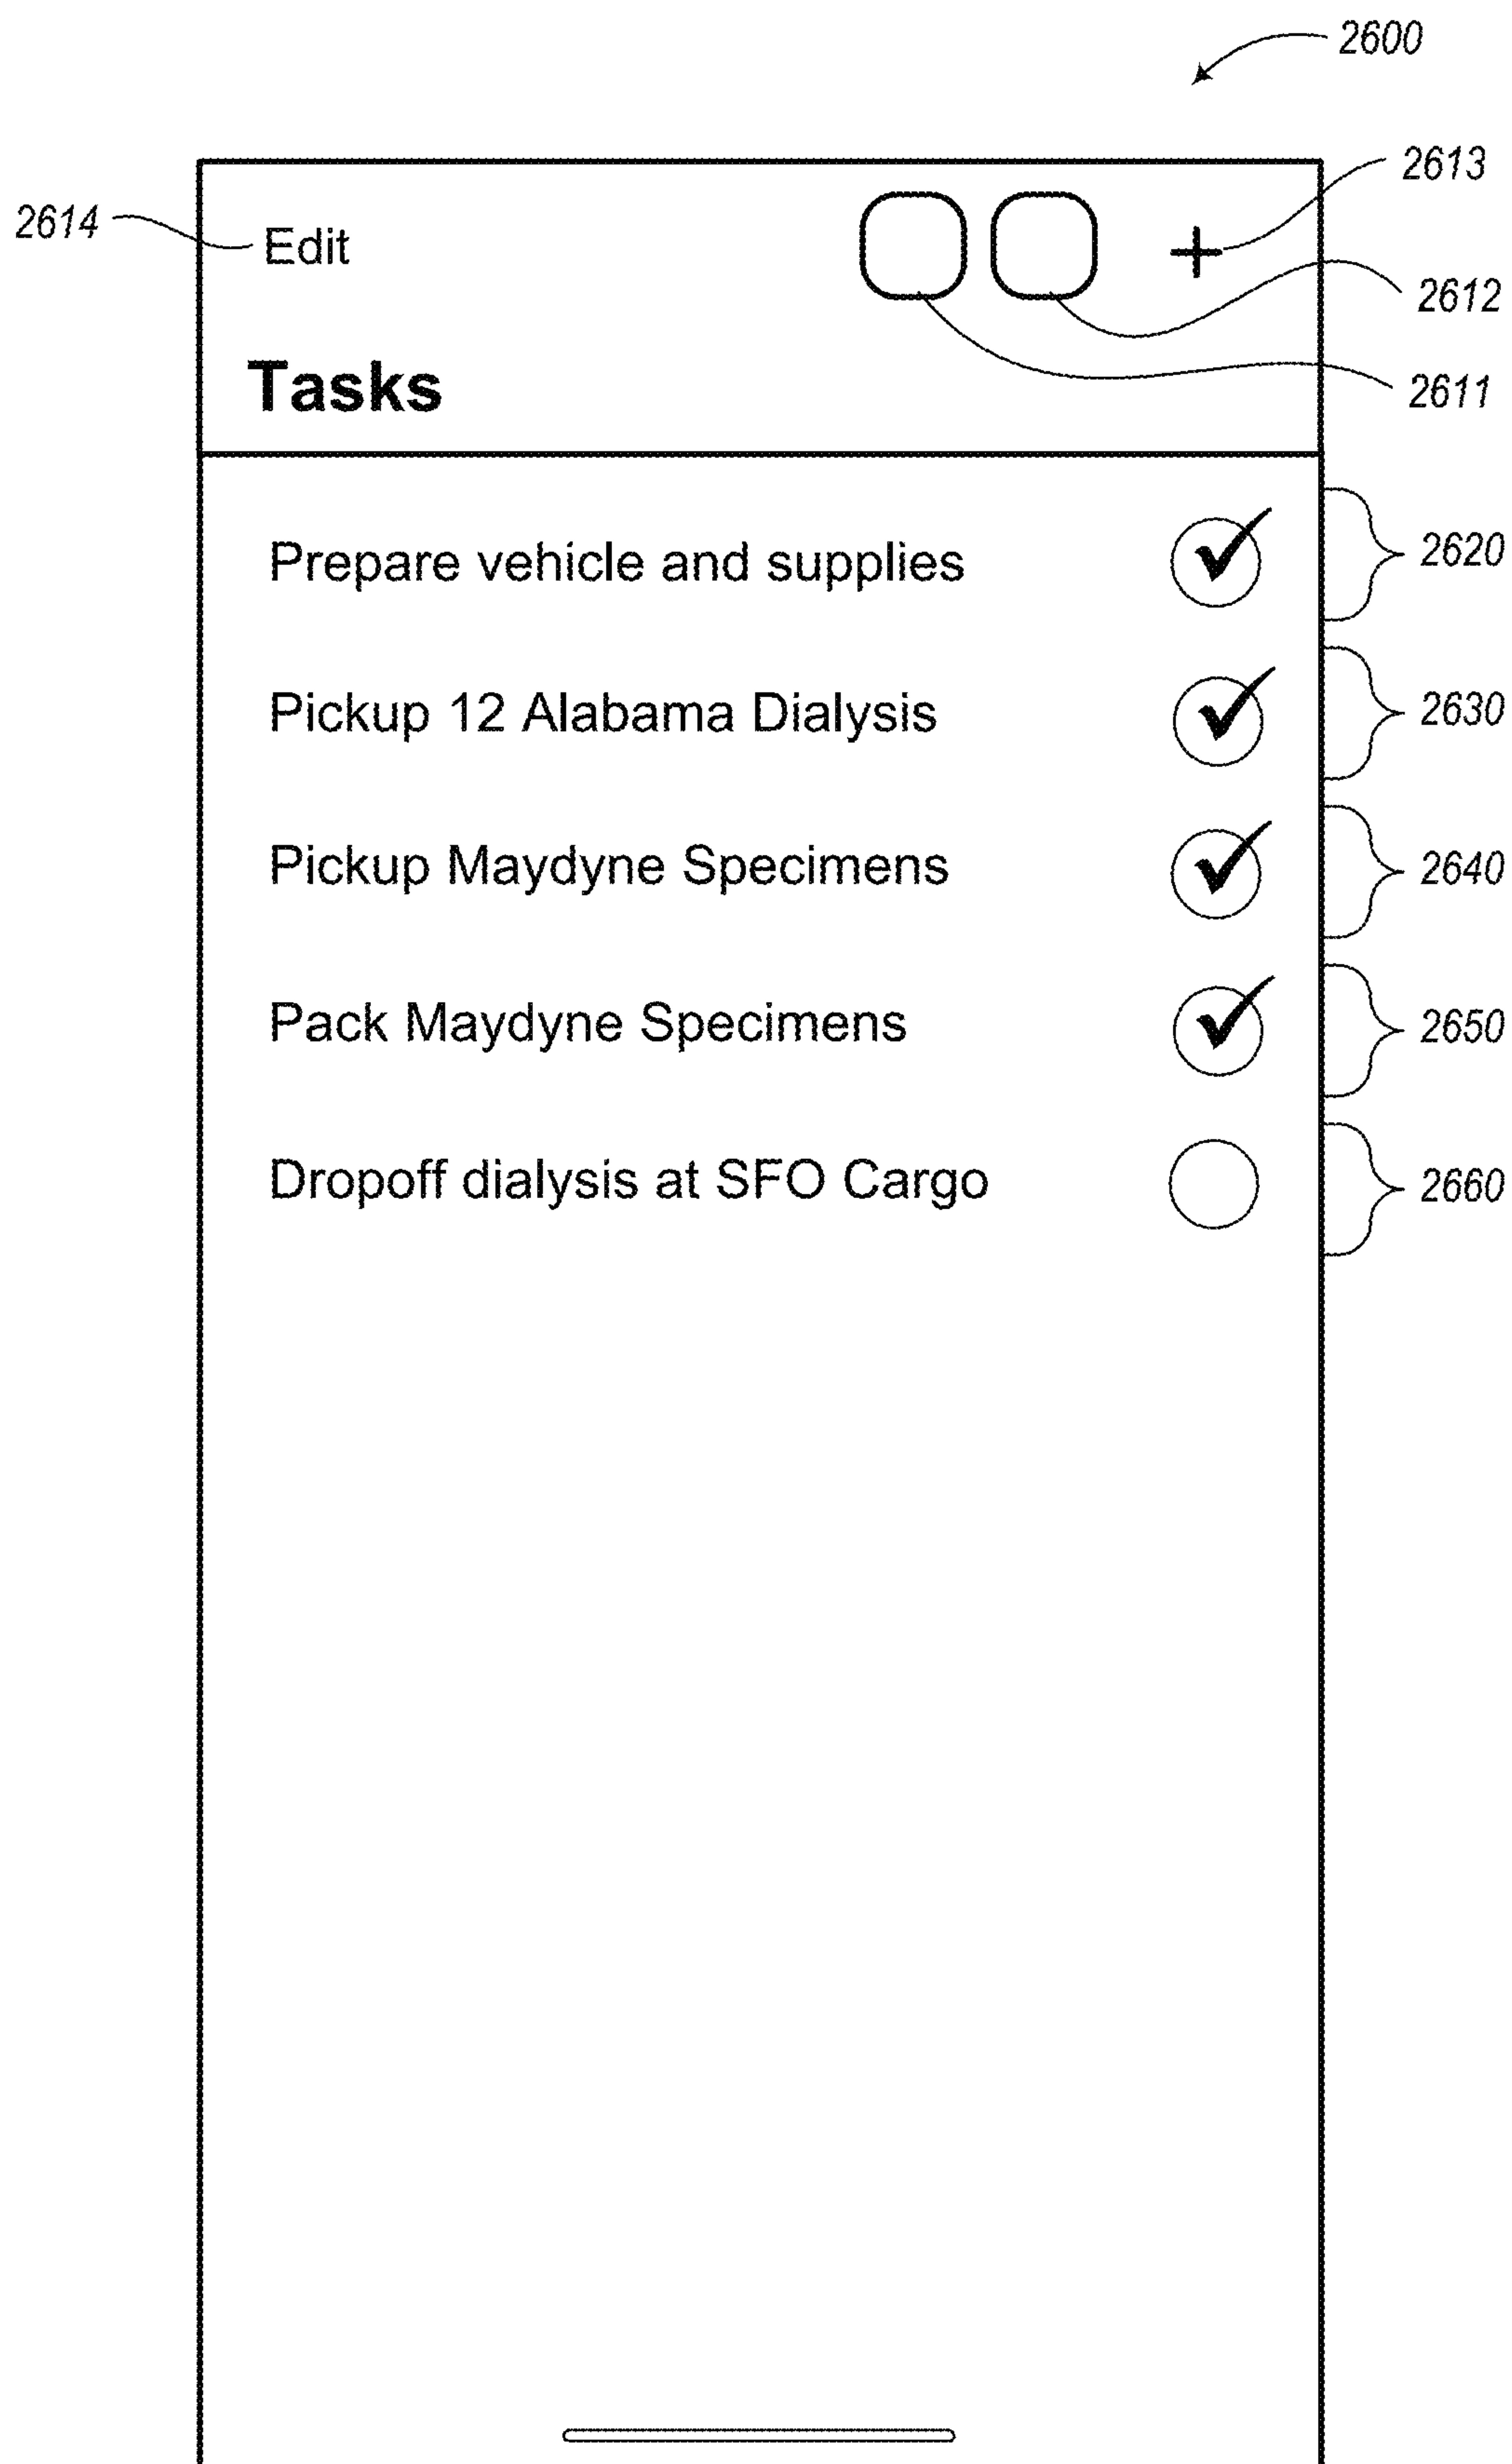 2600
2613
2614 Edit +
2612
Tasks 2611
Prepare vehicle and supplies 2620
Pickup 12 Alabama Dialysis 2630
Pickup Maydyne Specimens 2640
Pack Maydyne Specimens 2650
Dropoff dialysis at SFO Cargo 2660